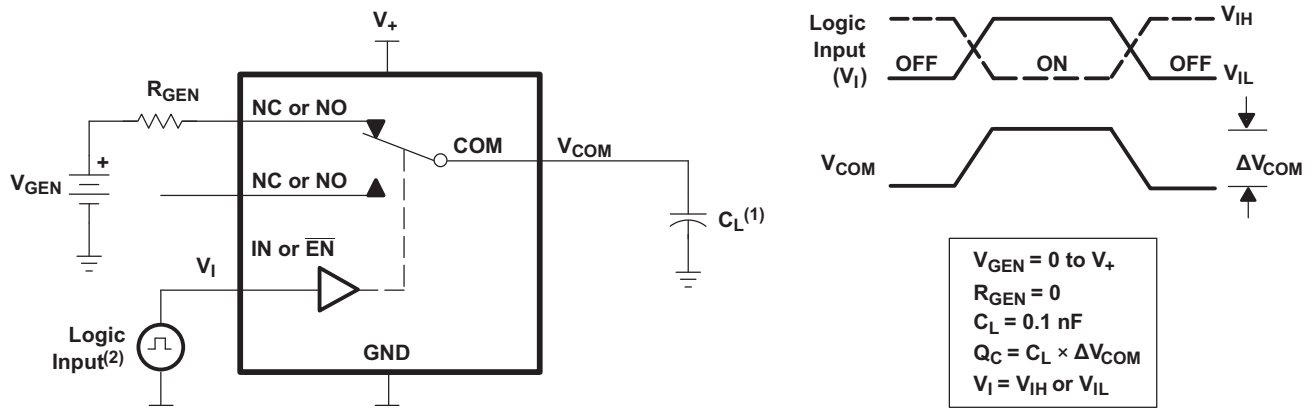 V+
RGEN
NC or NO
COM
VCOM
+
VGEN
NC or NO
CL(1)
IN or EN
VI
Logic
Input(2)
GND
Logic
Input
(VI)
VIH
OFF
ON
OFF
VIL
VCOM
ΔVCOM
VGEN = 0 to V+
RGEN = 0
CL = 0.1 nF
QC = CL × ΔVCOM
VI = VIH or VIL